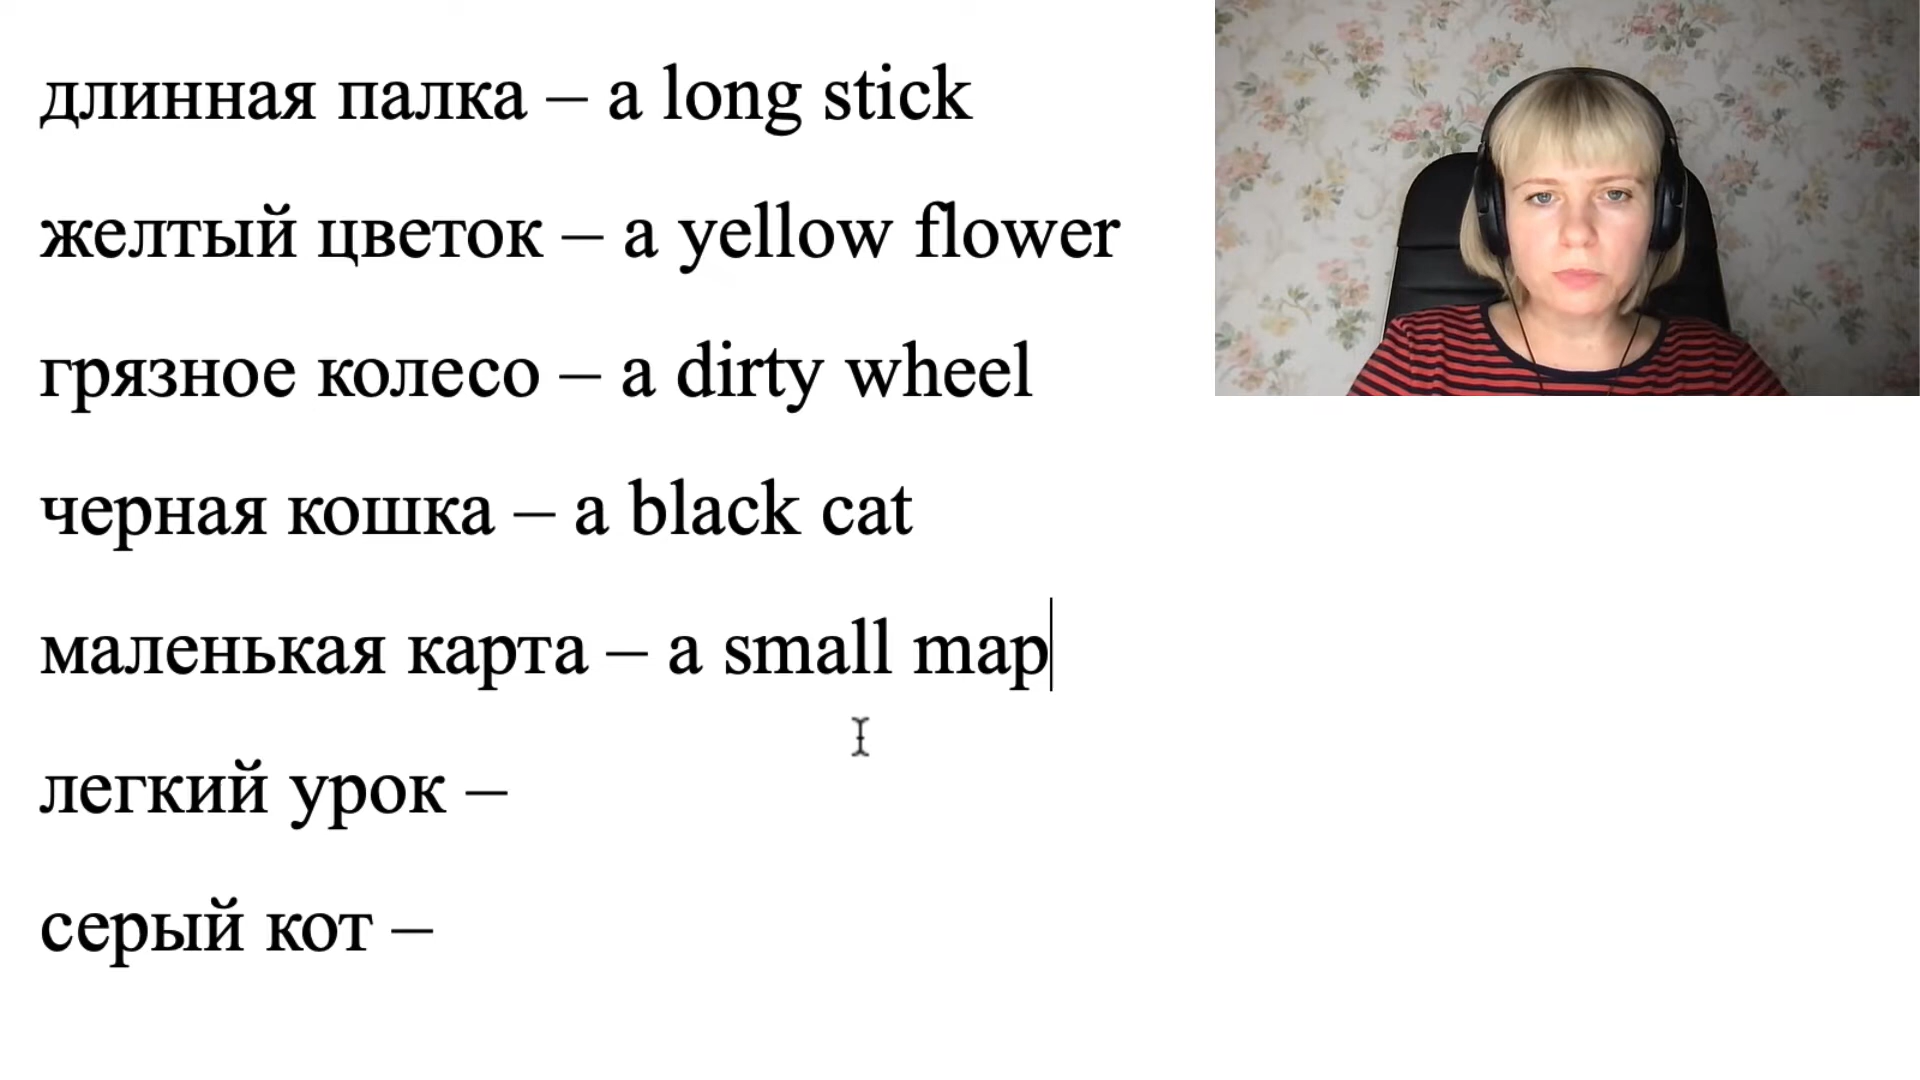 длинная палка – a long stick
желтый цветок – a yellow flower
грязное колесо – a dirty wheel
черная кошка – a black cat
маленькая карта – a small map
легкий урок –
серый кот –